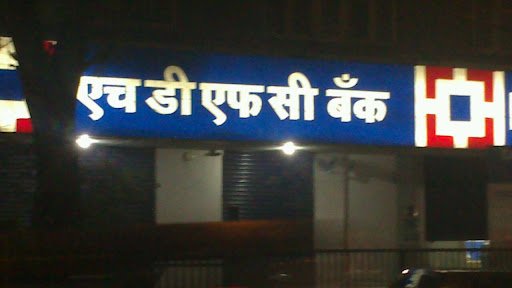 एच डी एफ सी बँक